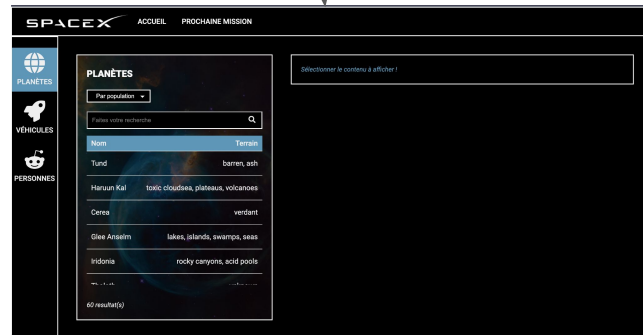 SPACEX ACCUEIL PROCHAINE MISSION
PLANÈTES
VÉHICULES
PERSONNES
PLANÈTES
Par population
Faites votre recherche
Nom Terrain
Tund barren, ash
Haruun Kal toxic cloudsea, plateaus, volcanoes
Cerea verdant
Glee Anselm lakes, islands, swamps, seas
Iridonia rocky canyons, acid pools
60 resultat(s)
Sélectionner le contenu à afficher !